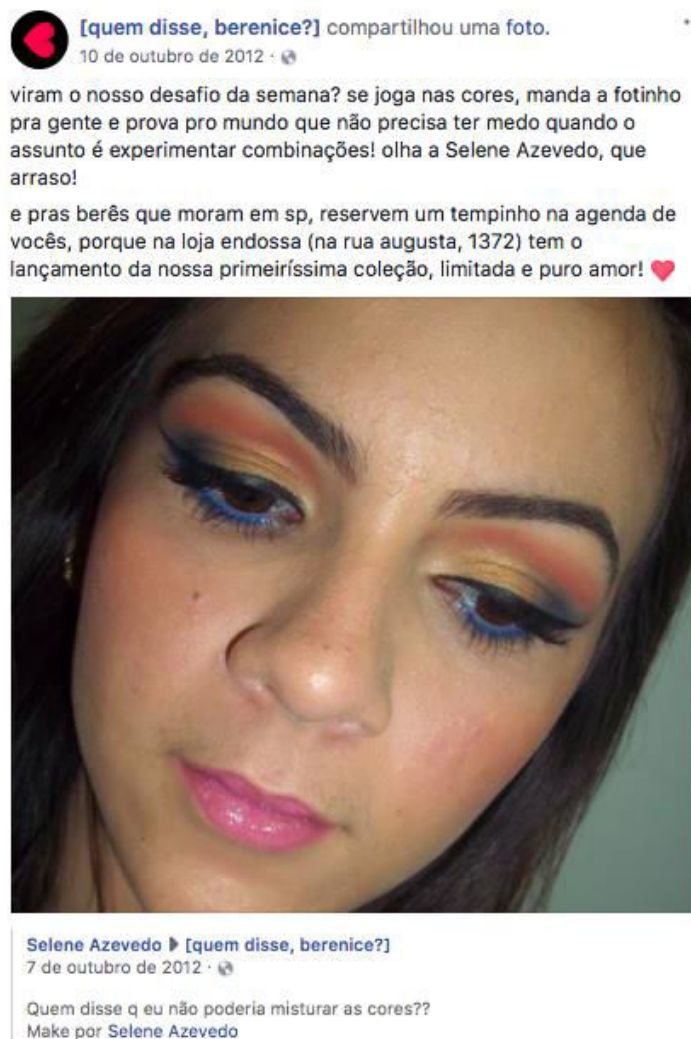 [quem disse, berenice?] compartilhou uma foto.
10 de outubro de 2012 ·
viram o nosso desafio da semana? se joga nas cores, manda a fotinho
pra gente e prova pro mundo que não precisa ter medo quando o
assunto é experimentar combinações! olha a Selene Azevedo, que
arraso!
e pras berês que moram em sp, reservem um tempinho na agenda de
vocês, porque na loja endossa (na rua augusta, 1372) tem o
lançamento da nossa primeiríssima coleção, limitada e puro amor! ❤
Selene Azevedo ▶ [quem disse, berenice?]
7 de outubro de 2012 ·
Quem disse q eu não poderia misturar as cores??
Make por Selene Azevedo